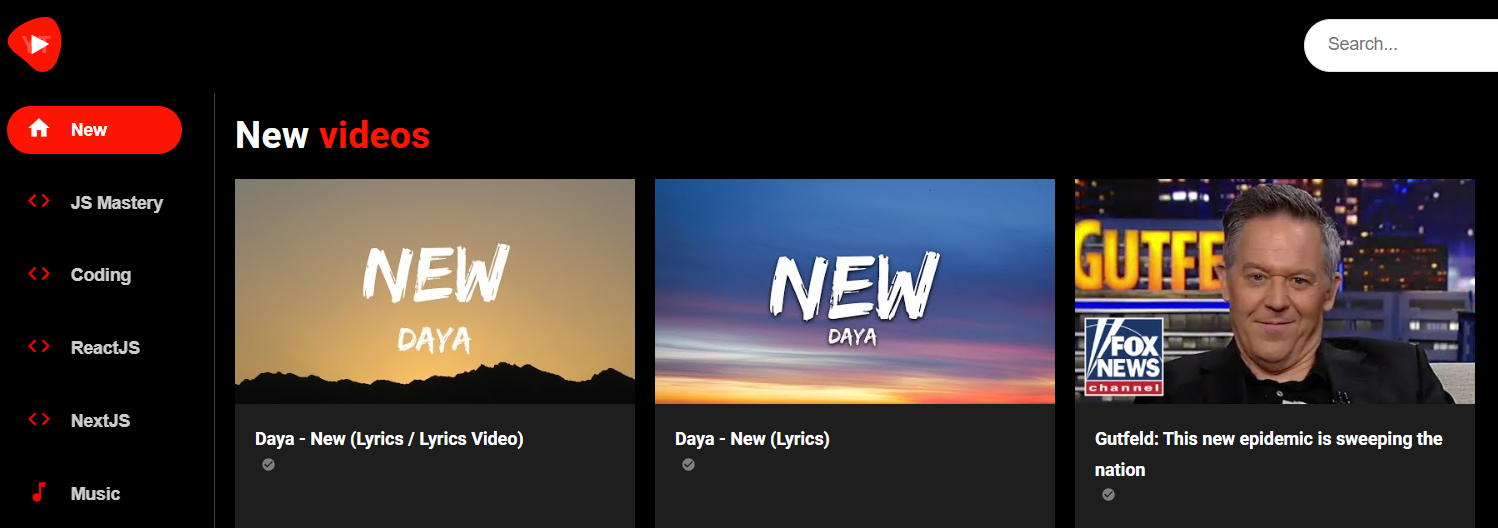 YT
Search...
New
JS Mastery
Coding
ReactJS
NextJS
Music
New videos
NEW
DAYA
Daya - New (Lyrics / Lyrics Video)
NEW
DAYA
Daya - New (Lyrics)
GUTFE
FOX
NEWS
channel
Gutfeld: This new epidemic is sweeping the
nation